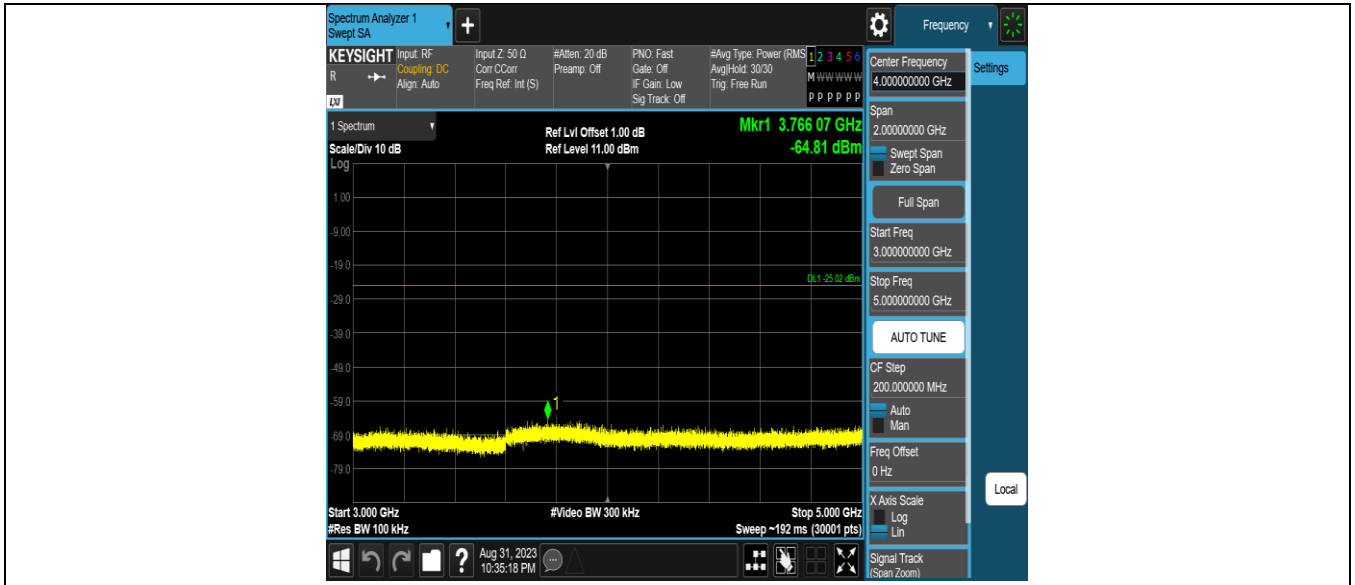 Spectrum Analyzer 1
Swept SA
+
Frequency
KEYSIGHT
R
LXI
Input: RF
Coupling: DC
Align: Auto
Input Z: 50 Ω
Corr CCorr
Freq Ref: Int (S)
#Atten: 20 dB
Preamp: Off
PNO: Fast
Gate: Off
IF Gain: Low
Sig Track: Off
#Avg Type: Power (RMS
Avg|Hold: 30/30
Trig: Free Run
1 2 3 4 5 6
M W W W W W
P P P P P P
1 Spectrum
Scale/Div 10 dB
Log
Ref Lvl Offset 1.00 dB
Ref Level 11.00 dBm
Mkr1 3.766 07 GHz
-64.81 dBm
1.00
-9.00
-19.0
DL1 -25.02 dBm
-29.0
-39.0
-49.0
-59.0
1
-69.0
-79.0
Start 3.000 GHz
#Video BW 300 kHz
Stop 5.000 GHz
#Res BW 100 kHz
Sweep ~192 ms (30001 pts)
?
Aug 31, 2023
10:35:18 PM
Center Frequency
4.000000000 GHz
Settings
Span
2.00000000 GHz
Swept Span
Zero Span
Full Span
Start Freq
3.000000000 GHz
Stop Freq
5.000000000 GHz
AUTO TUNE
CF Step
200.000000 MHz
Auto
Man
Freq Offset
0 Hz
Local
X Axis Scale
Log
Lin
Signal Track
(Span Zoom)